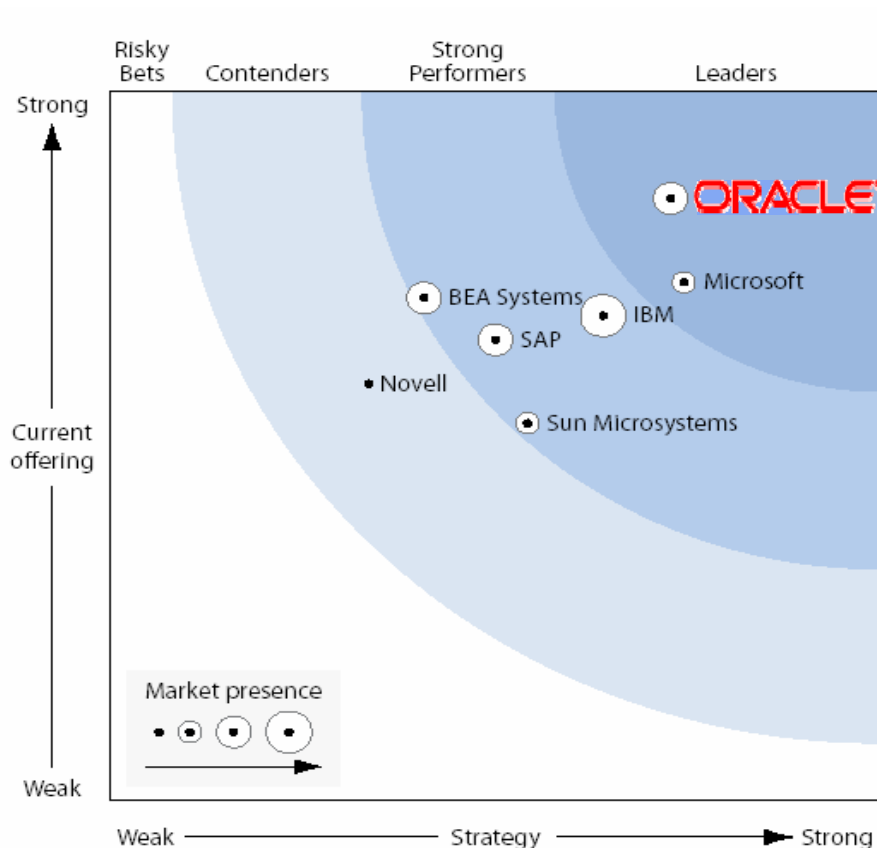 Risky
Bets
Contenders
Strong
Performers
Leaders
Strong
ORACLE
Microsoft
BEA Systems
IBM
SAP
Novell
Current
offering
Sun Microsystems
Market presence
Weak
Weak
Strategy
Strong